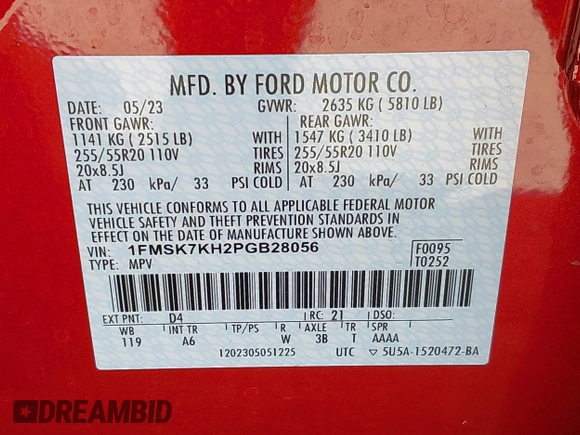 MFD. BY FORD MOTOR CO.
DATE: 05/23 GVWR: 2635 KG ( 5810 LB)
FRONT GAWR: REAR GAWR:
1141 KG ( 2515 LB) WITH 1547 KG ( 3410 LB) WITH
255/55R20 110V TIRES 255/55R20 110V TIRES
20x8.5J RIMS 20x8.5J RIMS
AT 230 kPa/ 33 PSI COLD AT 230 kPa/ 33 PSI COLD
THIS VEHICLE CONFORMS TO ALL APPLICABLE FEDERAL MOTOR
VEHICLE SAFETY AND THEFT PREVENTION STANDARDS IN
EFFECT ON THE DATE OF MANUFACTURE SHOWN ABOVE.
VIN: 1FMSK7KH2PGB28056 F0095
TYPE: MPV T0252
EXT PNT: D4 RC: 21 DSO:
WB INT TR TP/PS R AXLE TR SPR
119 A6 W 3B T AAAA
1202305051225 UTC ▽ 5U5A-1520472-BA
DREAMBID